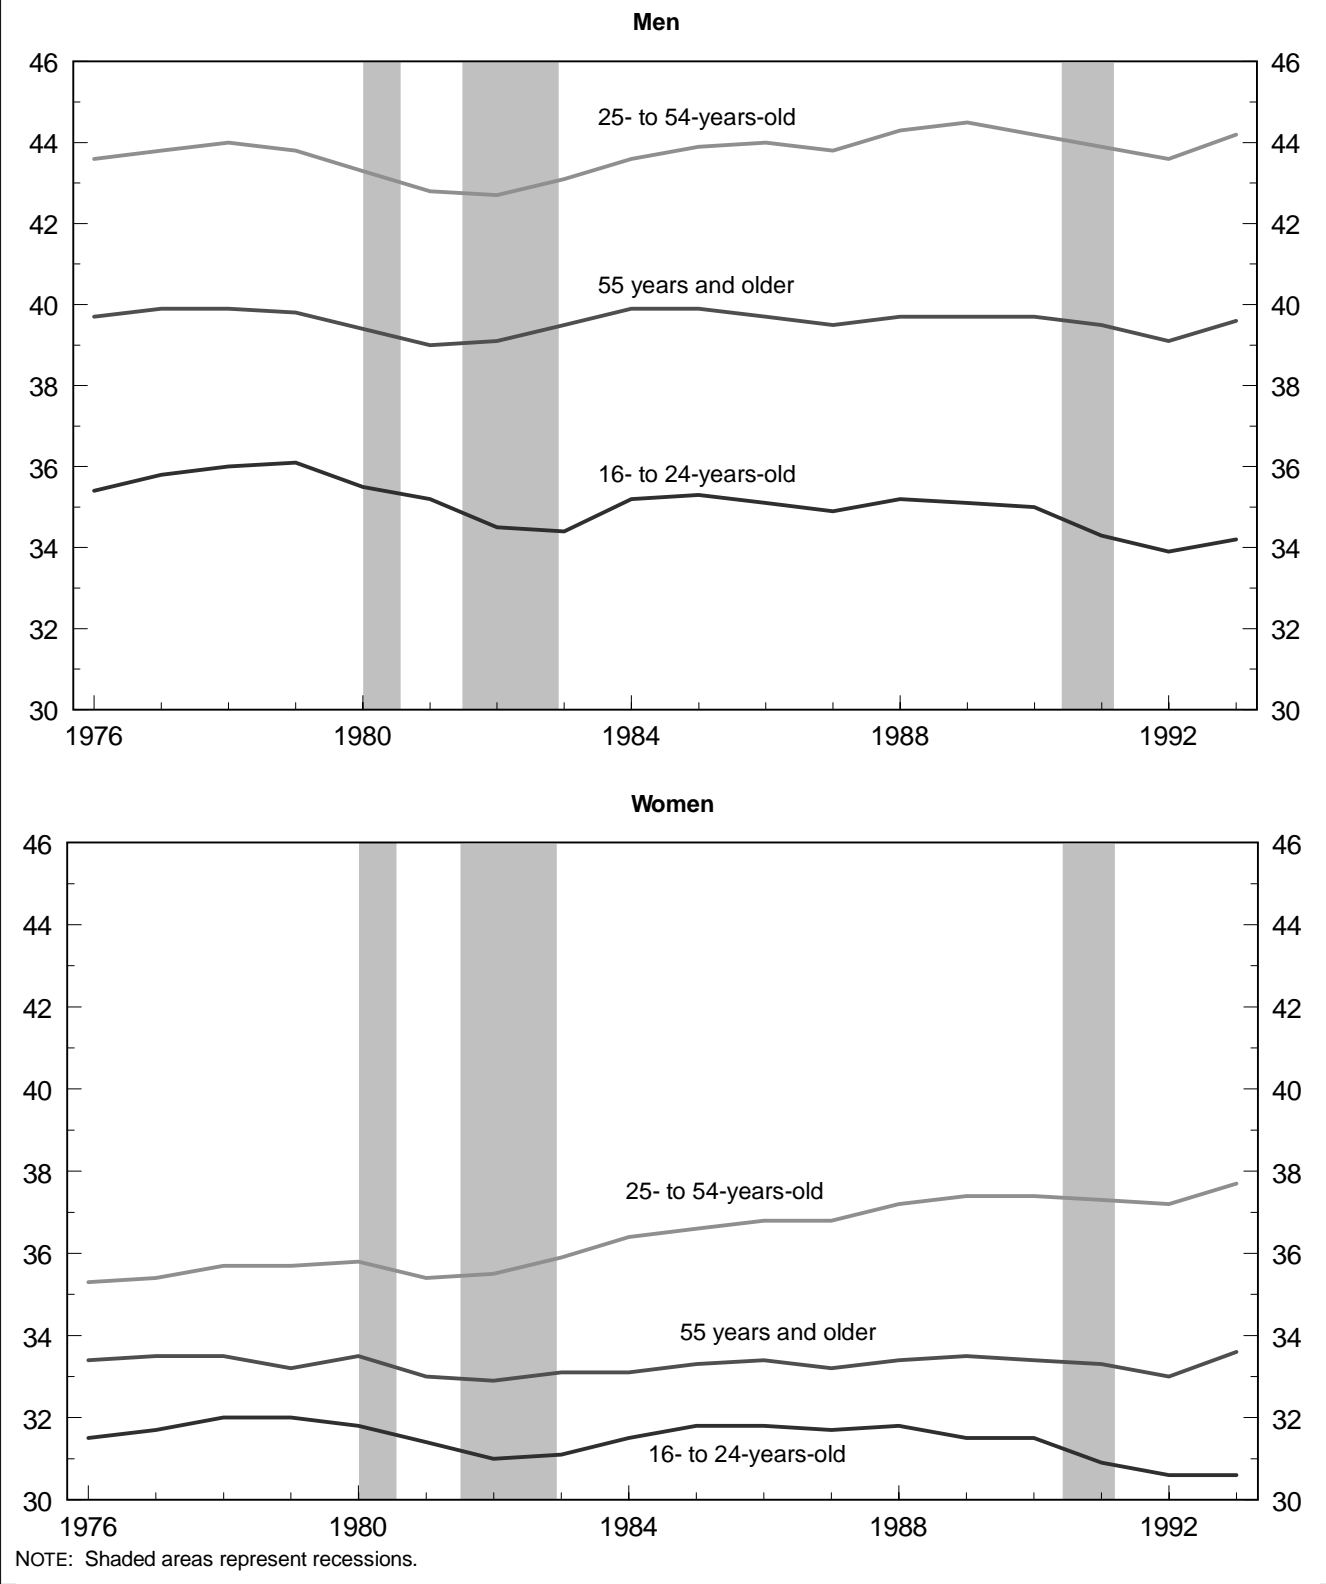 Men
46 46
25- to 54-years-old
44 44
42 42
55 years and older
40 40
38 38
36 36
16- to 24-years-old
34 34
32 32
30 30
1976 1980 1984 1988 1992
Women
46 46
44 44
42 42
40 40
38 38
25- to 54-years-old
36 36
34 34
55 years and older
32 32
16- to 24-years-old
30 30
1976 1980 1984 1988 1992
NOTE: Shaded areas represent recessions.